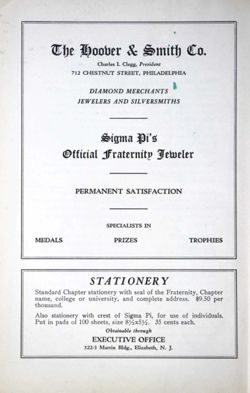 The Hoover & Smith Co.
Charles I. Clegg, President
712 CHESTNUT STREET, PHILADELPHIA
DIAMOND MERCHANTS
JEWELERS AND SILVERSMITHS
Sigma Pi's
Official Fraternity Jeweler
PERMANENT SATISFACTION
SPECIALISTS IN
MEDALS PRIZES TROPHIES
STATIONERY
Standard Chapter stationery with seal of the Fraternity, Chapter
name, college or university, and complete address. $9.50 per
thousand.
Also stationery with crest of Sigma Pi, for use of individuals.
Put in pads of 100 sheets, size 8½x5½. 35 cents each.
Obtainable through
EXECUTIVE OFFICE
322-3 Martin Bldg., Elizabeth, N. J.